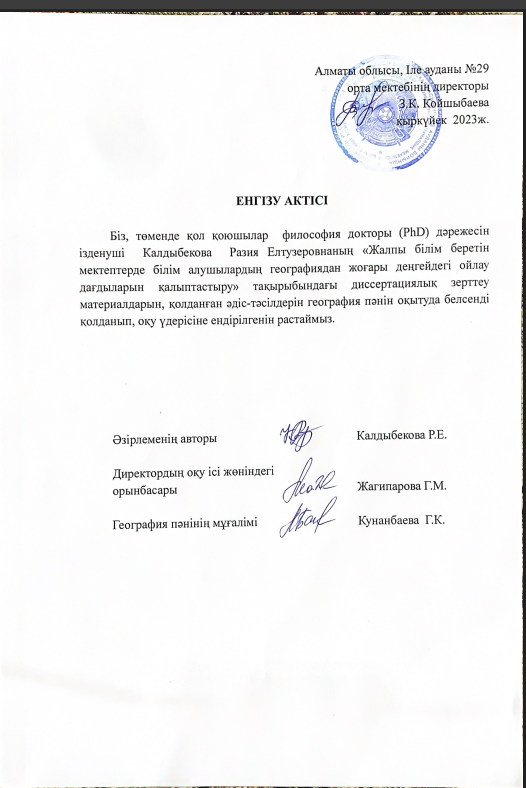 Алматы облысы, Іле ауданы №29
орта мектебінің директоры
З.К. Койшыбаева
қыркүйек 2023ж.
ЕНГІЗУ АКТІСІ
Біз, төменде қол қоюшылар философия докторы (PhD) дәрежесін
ізденуші Калдыбекова Разия Елтузеровнаның «Жалпы білім беретін
мектептерде білім алушылардың географиядан жоғары деңгейдегі ойлау
дағдыларын қалыптастыру» тақырыбындағы диссертациялық зерттеу
материалдарын, қолданған әдіс-тәсілдерін география пәнін оқытуда белсенді
қолданып, оқу үдерісіне ендірілгенін растаймыз.
Әзірлеменің авторы Калдыбекова Р.Е.
Директордың оқу ісі жөніндегі
орынбасары Жагипарова Г.М.
География пәнінің мұғалімі Кунанбаева Г.К.